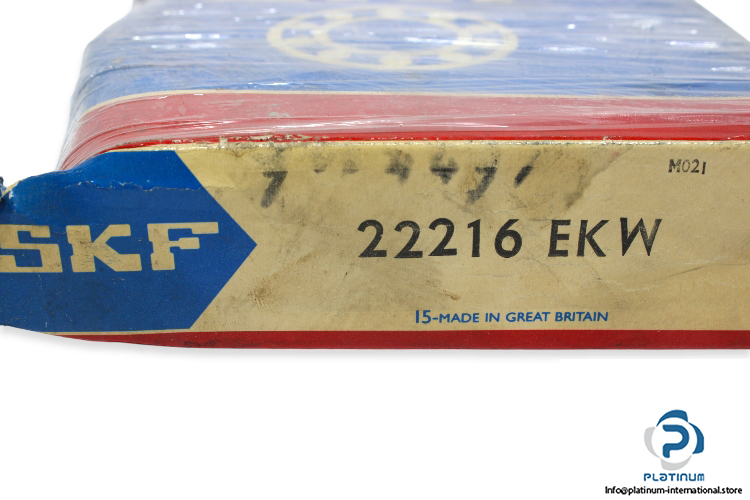 M021
SKF
22216 EKW
15-MADE IN GREAT BRITAIN
PLATINUM
Info@platinum-international.store